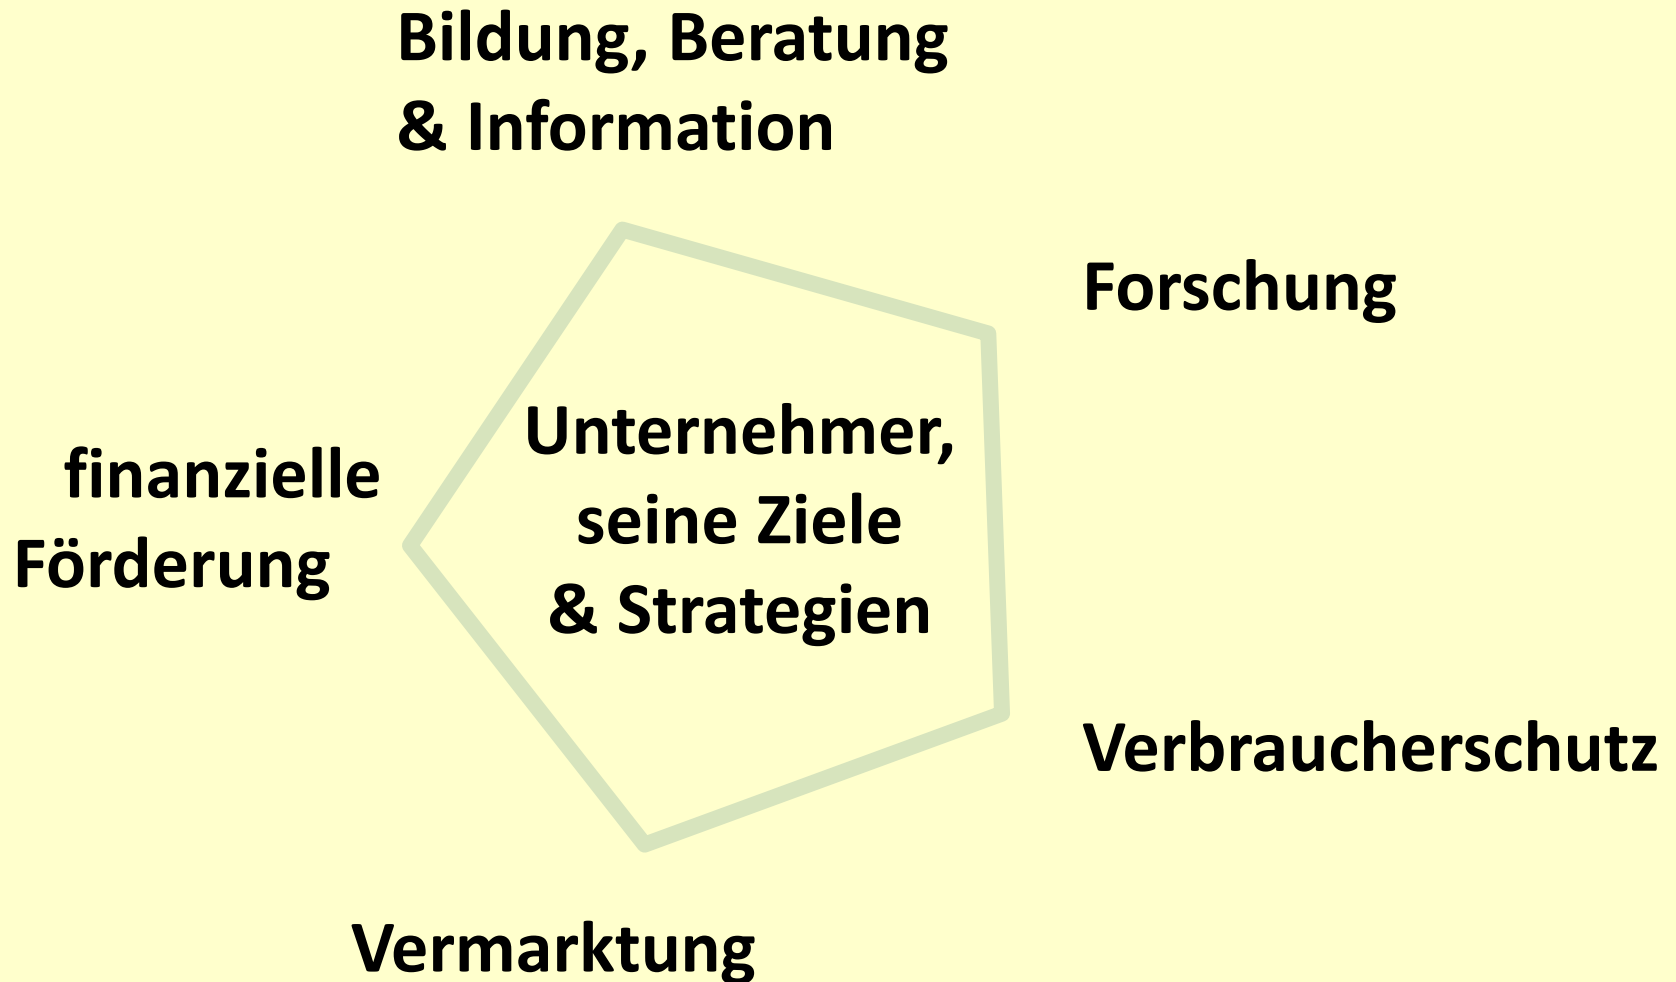 Bildung, Beratung
& Information
Forschung
Unternehmer,
seine Ziele
& Strategien
finanzielle
Förderung
Verbraucherschutz
Vermarktung